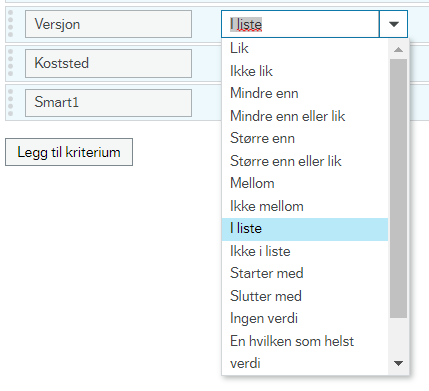 Versjon
I liste
Koststed
Smart1
Legg til kriterium
Lik
Ikke lik
Mindre enn
Mindre enn eller lik
Større enn
Større enn eller lik
Mellom
Ikke mellom
I liste
Ikke i liste
Starter med
Slutter med
Ingen verdi
En hvilken som helst
verdi